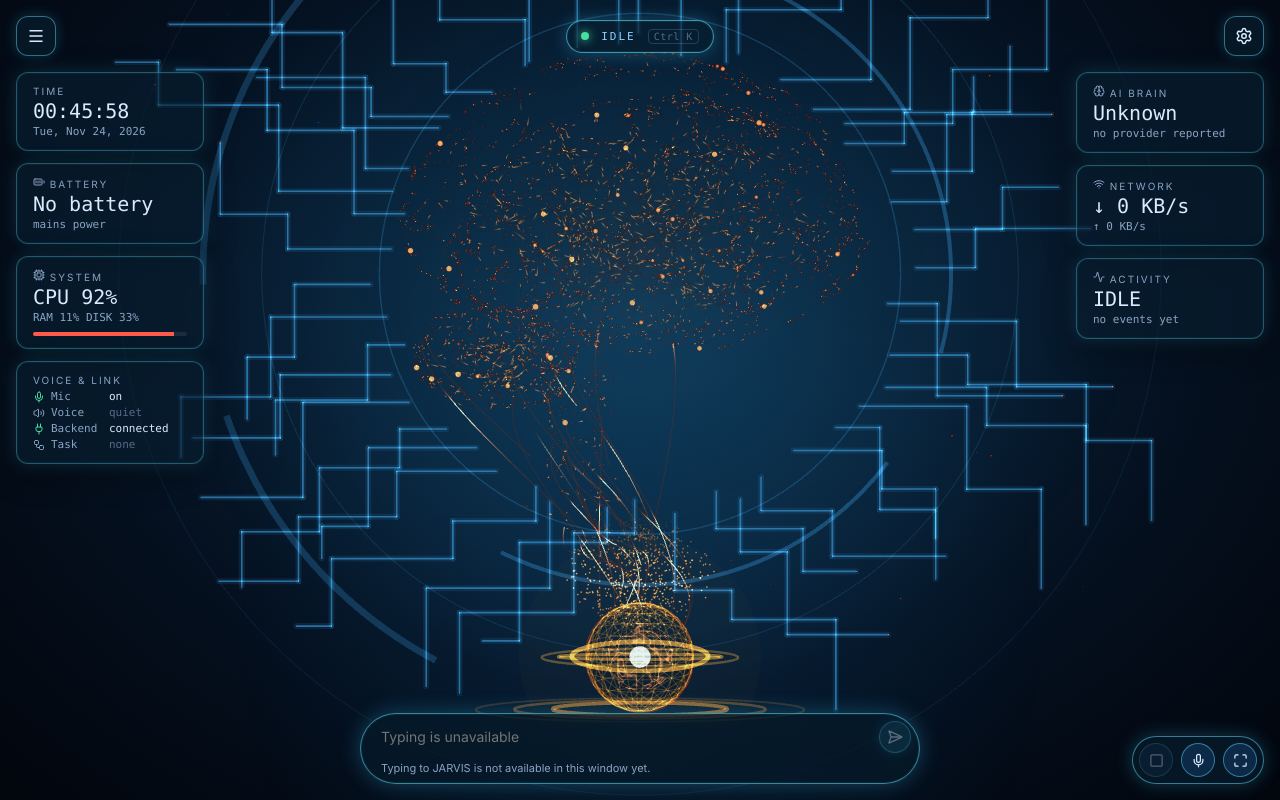 IDLE Ctrl K
TIME
00:45:58
Tue, Nov 24, 2026
BATTERY
No battery
mains power
SYSTEM
CPU 92%
RAM 11% DISK 33%
VOICE & LINK
Mic on
Voice quiet
Backend connected
Task none
AI BRAIN
Unknown
no provider reported
NETWORK
↓ 0 KB/s
↑ 0 KB/s
ACTIVITY
IDLE
no events yet
Typing is unavailable
Typing to JARVIS is not available in this window yet.